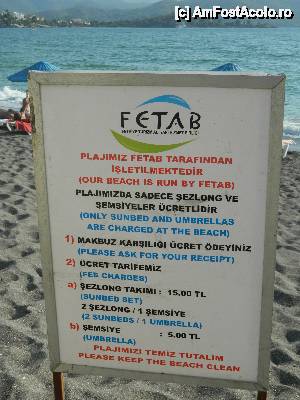 (c) AmFostAcolo.ro
FETAB
PLAJIMIZ FETAB TARAFINDAN
İŞLETİLMEKTEDİR
(OUR BEACH IS RUN BY FETAB)
PLAJIMIZDA SADECE ŞEZLONG VE
ŞEMSİYELER ÜCRETLİDİR
(ONLY SUNBED AND UMBRELLAS
ARE CHARGED AT THE BEACH)
1) MAKBUZ KARŞILIĞI ÜCRET ÖDEYİNİZ
(PLEASE ASK FOR YOUR RECEIPT)
2) ÜCRET TARİFEMİZ
(FEE CHARGES)
a) ŞEZLONG TAKIMI : 15.00 TL
(SUNBED SET)
2 ŞEZLONG / 1 ŞEMSİYE
(2 SUNBEDS / 1 UMBRELLA)
b) ŞEMSİYE : 5.00 TL
(UMBRELLA)
PLAJIMIZI TEMİZ TUTALIM
PLEASE KEEP THE BEACH CLEAN